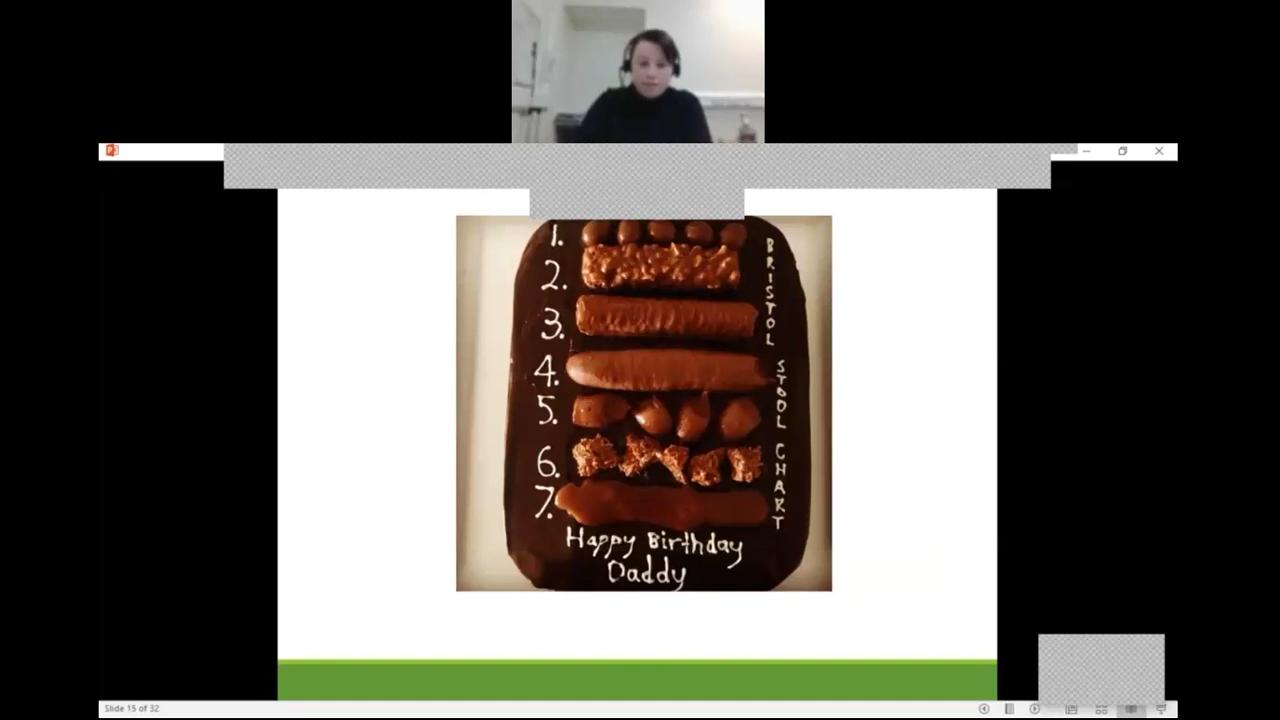 1.
2.
3.
4.
5.
6.
7.
BRISTOL
STOOL
CHART
Happy Birthday
Daddy
Slide 15 of 32